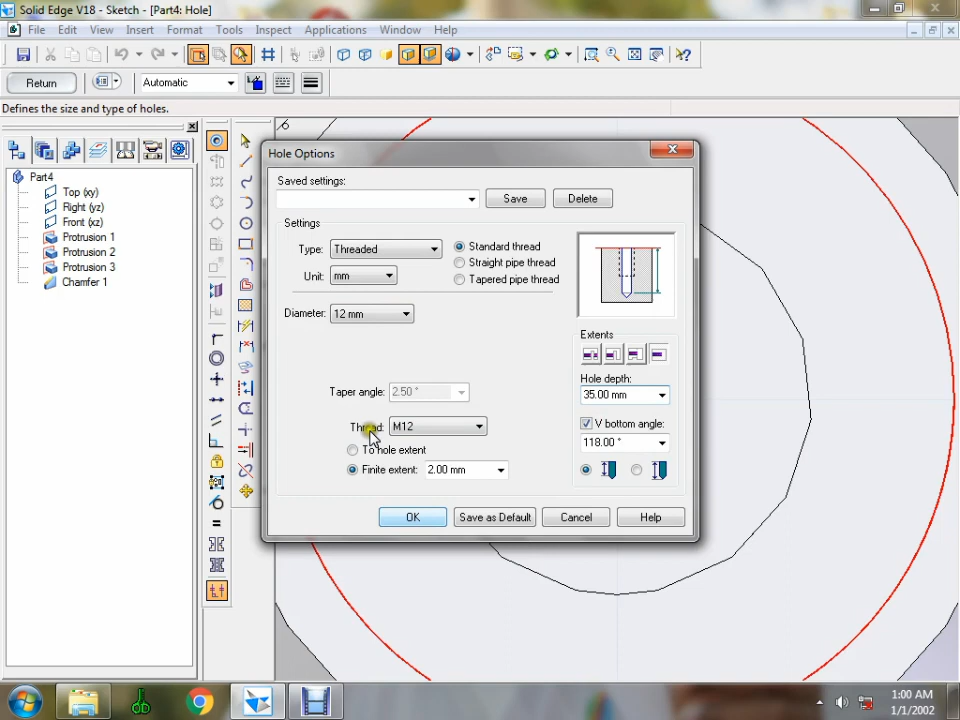 Solid Edge V18 - Sketch - [Part4: Hole]
File Edit View Insert Format Tools Inspect Applications Window Help
Return Automatic
Defines the size and type of holes.
Part4
Top (xy)
Right (yz)
Front (xz)
Protrusion 1
Protrusion 2
Protrusion 3
Chamfer 1
Hole Options
Saved settings:
Save Delete
Settings
Type: Threaded
Standard thread
Straight pipe thread
Tapered pipe thread
Unit: mm
Diameter: 12 mm
Extents
Hole depth:
35.00 mm
Taper angle: 2.50 °
V bottom angle:
118.00 °
Thread: M12
To hole extent
Finite extent: 2.00 mm
OK Save as Default Cancel Help
1:00 AM
1/1/2002